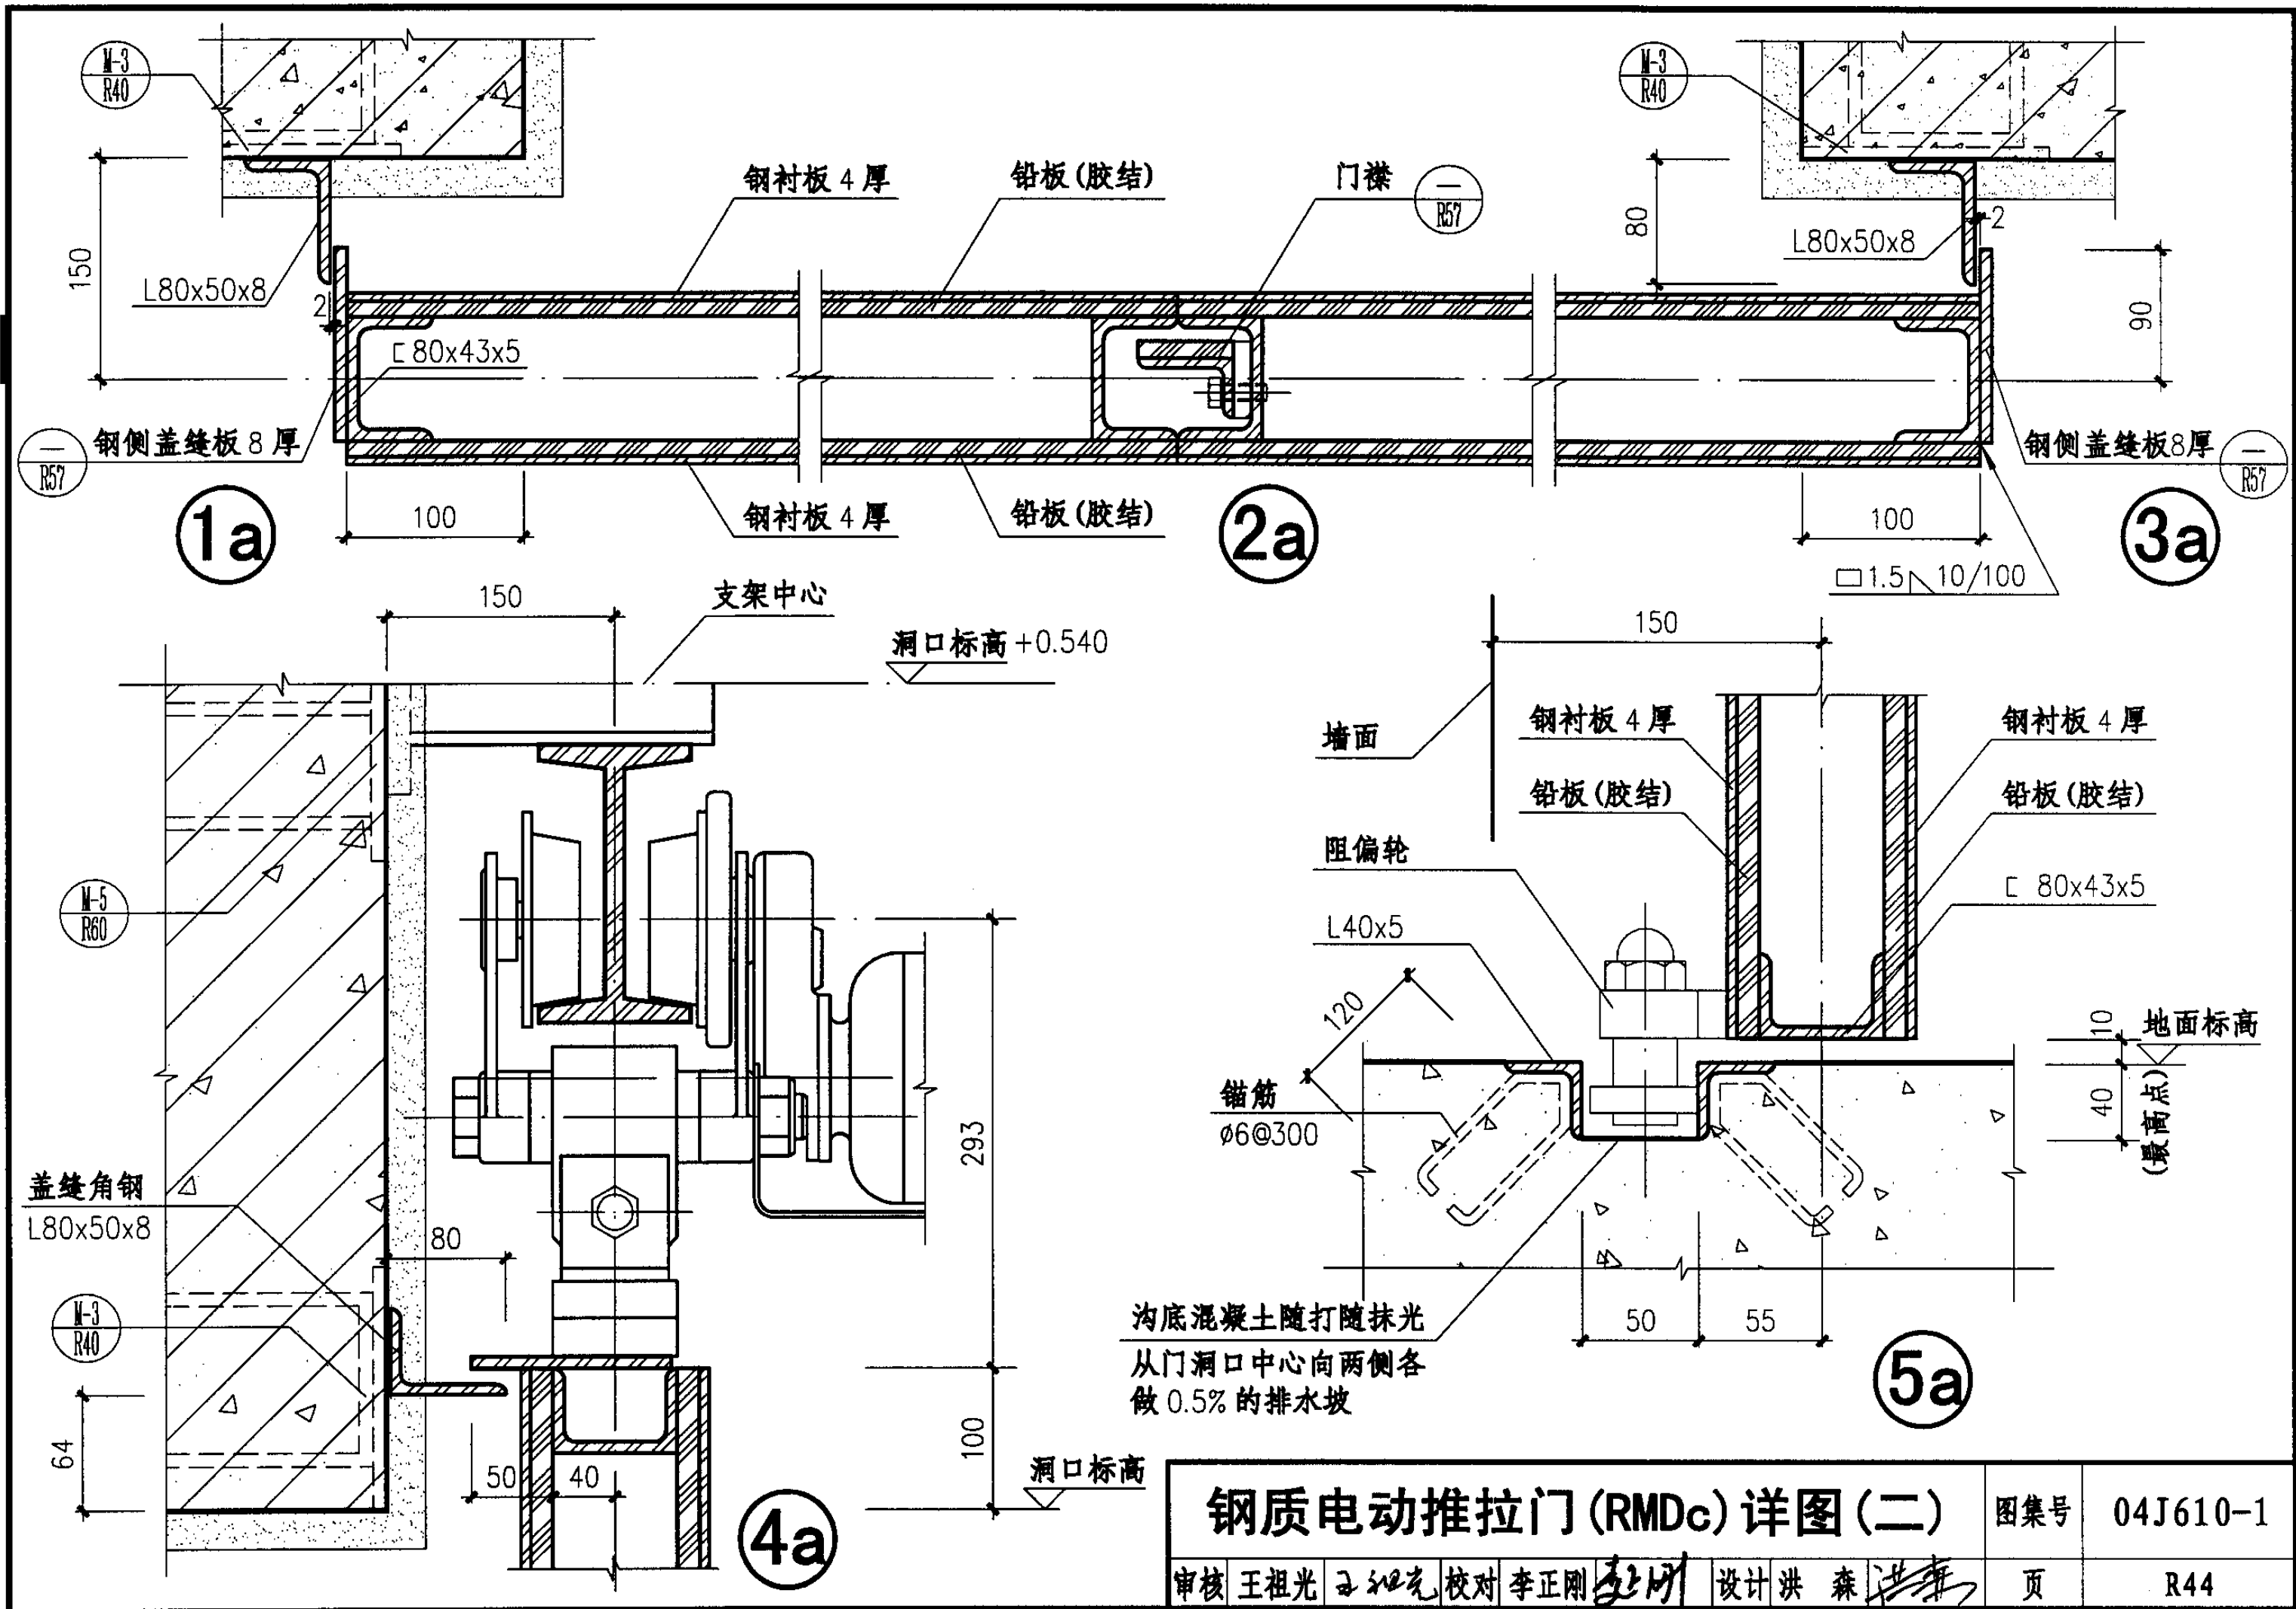 M-3
R40
150
L80x50x8
2
⊏80x43x5
钢侧盖缝板 8 厚
—
R57
1a
100
钢衬板 4 厚
铅板(胶结)
门襟
—
R57
钢衬板 4 厚
铅板(胶结)
2a
M-3
R40
80
L80x50x8
2
90
钢侧盖缝板8厚
—
R57
100
3a
1.5 10/100
150
支架中心
洞口标高 +0.540
M-5
R60
293
盖缝角钢
L80x50x8
80
M-3
R40
64
50
40
100
洞口标高
4a
150
墙面
钢衬板 4 厚
铅板(胶结)
钢衬板 4 厚
铅板(胶结)
阻偏轮
⊏ 80x43x5
L40x5
120
锚筋
ø6@300
10
40
地面标高
(最高点)
50
55
沟底混凝土随打随抹光
从门洞口中心向两侧各
做 0.5% 的排水坡
5a
钢质电动推拉门(RMDc)详图(二)
图集号
04J610-1
审核 王祖光 王祖光 校对 李正刚 设计 洪 森 洪森
页
R44